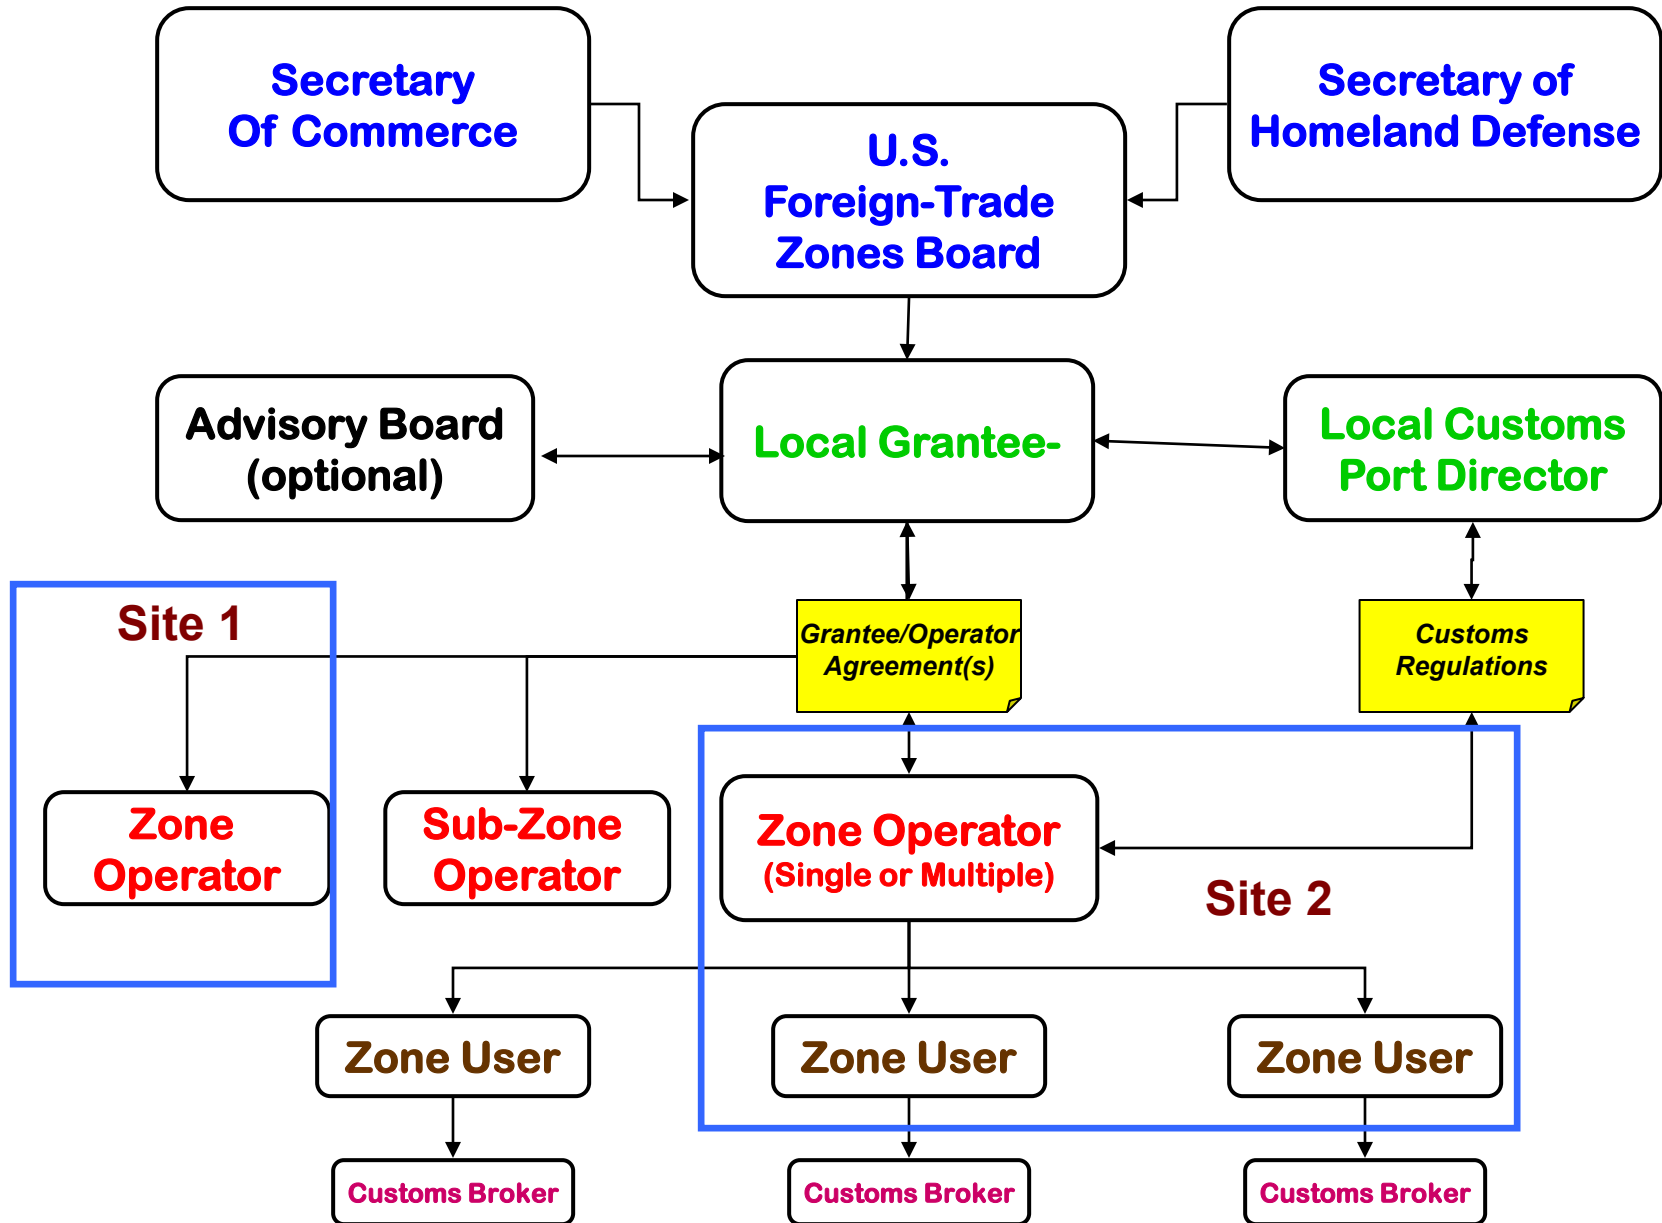 Secretary
Of Commerce
Secretary of
Homeland Defense
U.S.
Foreign-Trade
Zones Board
Advisory Board
(optional)
Local Grantee-
Local Customs
Port Director
Site 1
Grantee/Operator
Agreement(s)
Customs
Regulations
Zone
Operator
Sub-Zone
Operator
Zone Operator
(Single or Multiple)
Site 2
Zone User
Zone User
Zone User
Customs Broker
Customs Broker
Customs Broker